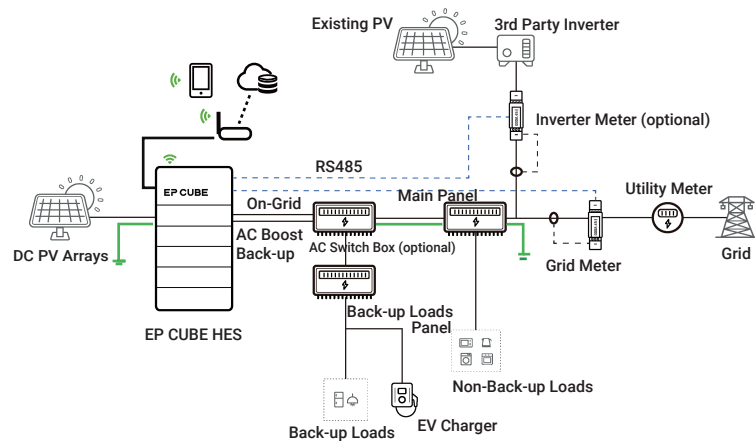 Existing PV
3rd Party Inverter
Inverter Meter (optional)
RS485
EP CUBE
On-Grid
Main Panel
Utility Meter
AC Boost
Back-up
AC Switch Box (optional)
DC PV Arrays
Grid Meter
Grid
EP CUBE HES
Back-up Loads
Panel
Non-Back-up Loads
EV Charger
Back-up Loads